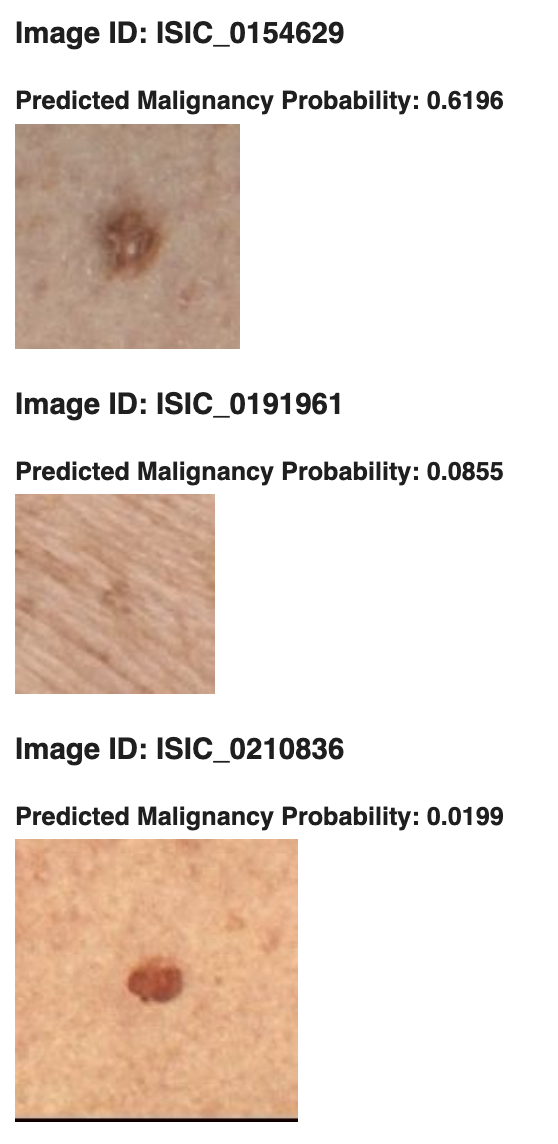 Image ID: ISIC_0154629
Predicted Malignancy Probability: 0.6196
Image ID: ISIC_0191961
Predicted Malignancy Probability: 0.0855
Image ID: ISIC_0210836
Predicted Malignancy Probability: 0.0199